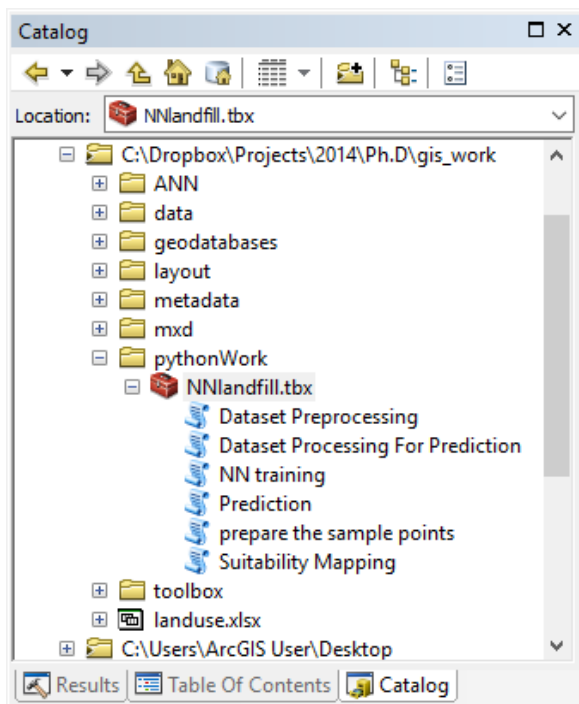 Catalog
Location: NNlandfill.tbx
C:\Dropbox\Projects\2014\Ph.D\gis_work
ANN
data
geodatabases
layout
metadata
mxd
pythonWork
NNlandfill.tbx
Dataset Preprocessing
Dataset Processing For Prediction
NN training
Prediction
prepare the sample points
Suitability Mapping
toolbox
landuse.xlsx
C:\Users\ArcGIS User\Desktop
Results Table Of Contents Catalog